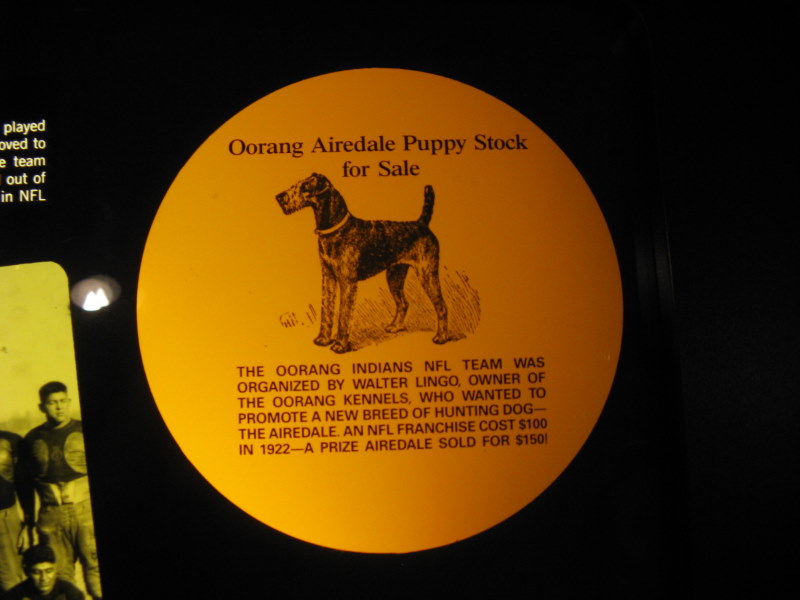 played
oved to
e team
out of
in NFL
Oorang Airedale Puppy Stock
for Sale
THE OORANG INDIANS NFL TEAM WAS
ORGANIZED BY WALTER LINGO, OWNER OF
THE OORANG KENNELS, WHO WANTED TO
PROMOTE A NEW BREED OF HUNTING DOG—
THE AIREDALE. AN NFL FRANCHISE COST $100
IN 1922—A PRIZE AIREDALE SOLD FOR $150!